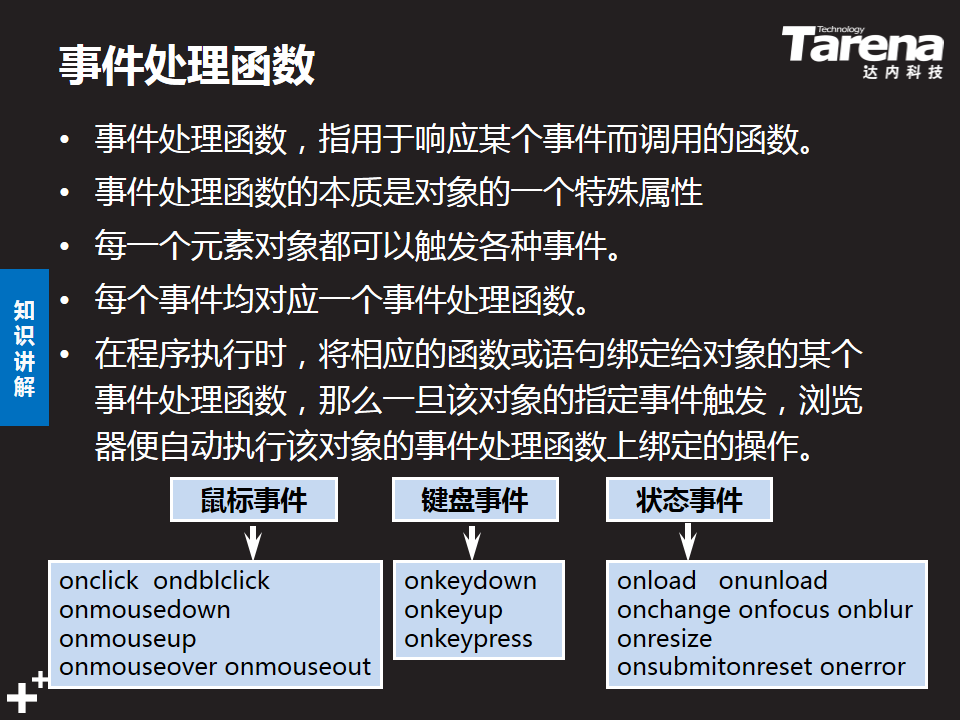 事件处理函数
Technology
Tarena
达内科技
• 事件处理函数，指用于响应某个事件而调用的函数。
• 事件处理函数的本质是对象的一个特殊属性
• 每一个元素对象都可以触发各种事件。
• 每个事件均对应一个事件处理函数。
• 在程序执行时，将相应的函数或语句绑定给对象的某个
事件处理函数，那么一旦该对象的指定事件触发，浏览
器便自动执行该对象的事件处理函数上绑定的操作。
知
识
讲
解
鼠标事件
onclick ondblclick
onmousedown
onmouseup
onmouseover onmouseout
键盘事件
onkeydown
onkeyup
onkeypress
状态事件
onload onunload
onchange onfocus onblur
onresize
onsubmitonreset onerror